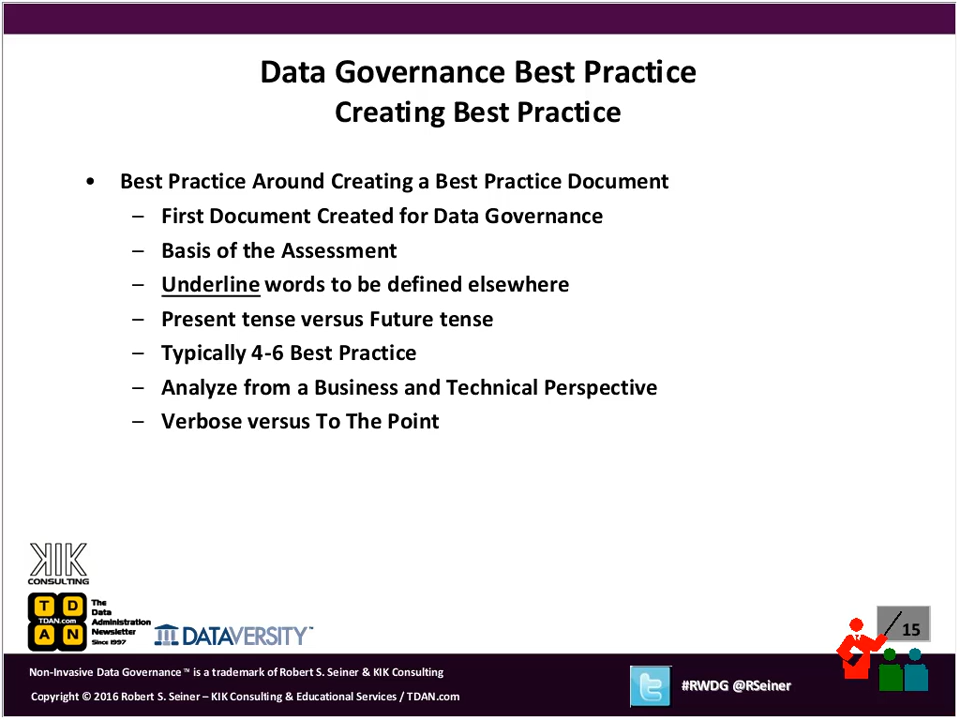 Data Governance Best Practice
Creating Best Practice
• Best Practice Around Creating a Best Practice Document
– First Document Created for Data Governance
– Basis of the Assessment
– Underline words to be defined elsewhere
– Present tense versus Future tense
– Typically 4-6 Best Practice
– Analyze from a Business and Technical Perspective
– Verbose versus To The Point
KIK
CONSULTING
T D
TDAN.com
A N
The
Data
Administration
Newsletter
Since 1997
DATAVERSITY™
15
Non-Invasive Data Governance™ is a trademark of Robert S. Seiner & KIK Consulting
Copyright © 2016 Robert S. Seiner – KIK Consulting & Educational Services / TDAN.com
#RWDG @RSeiner